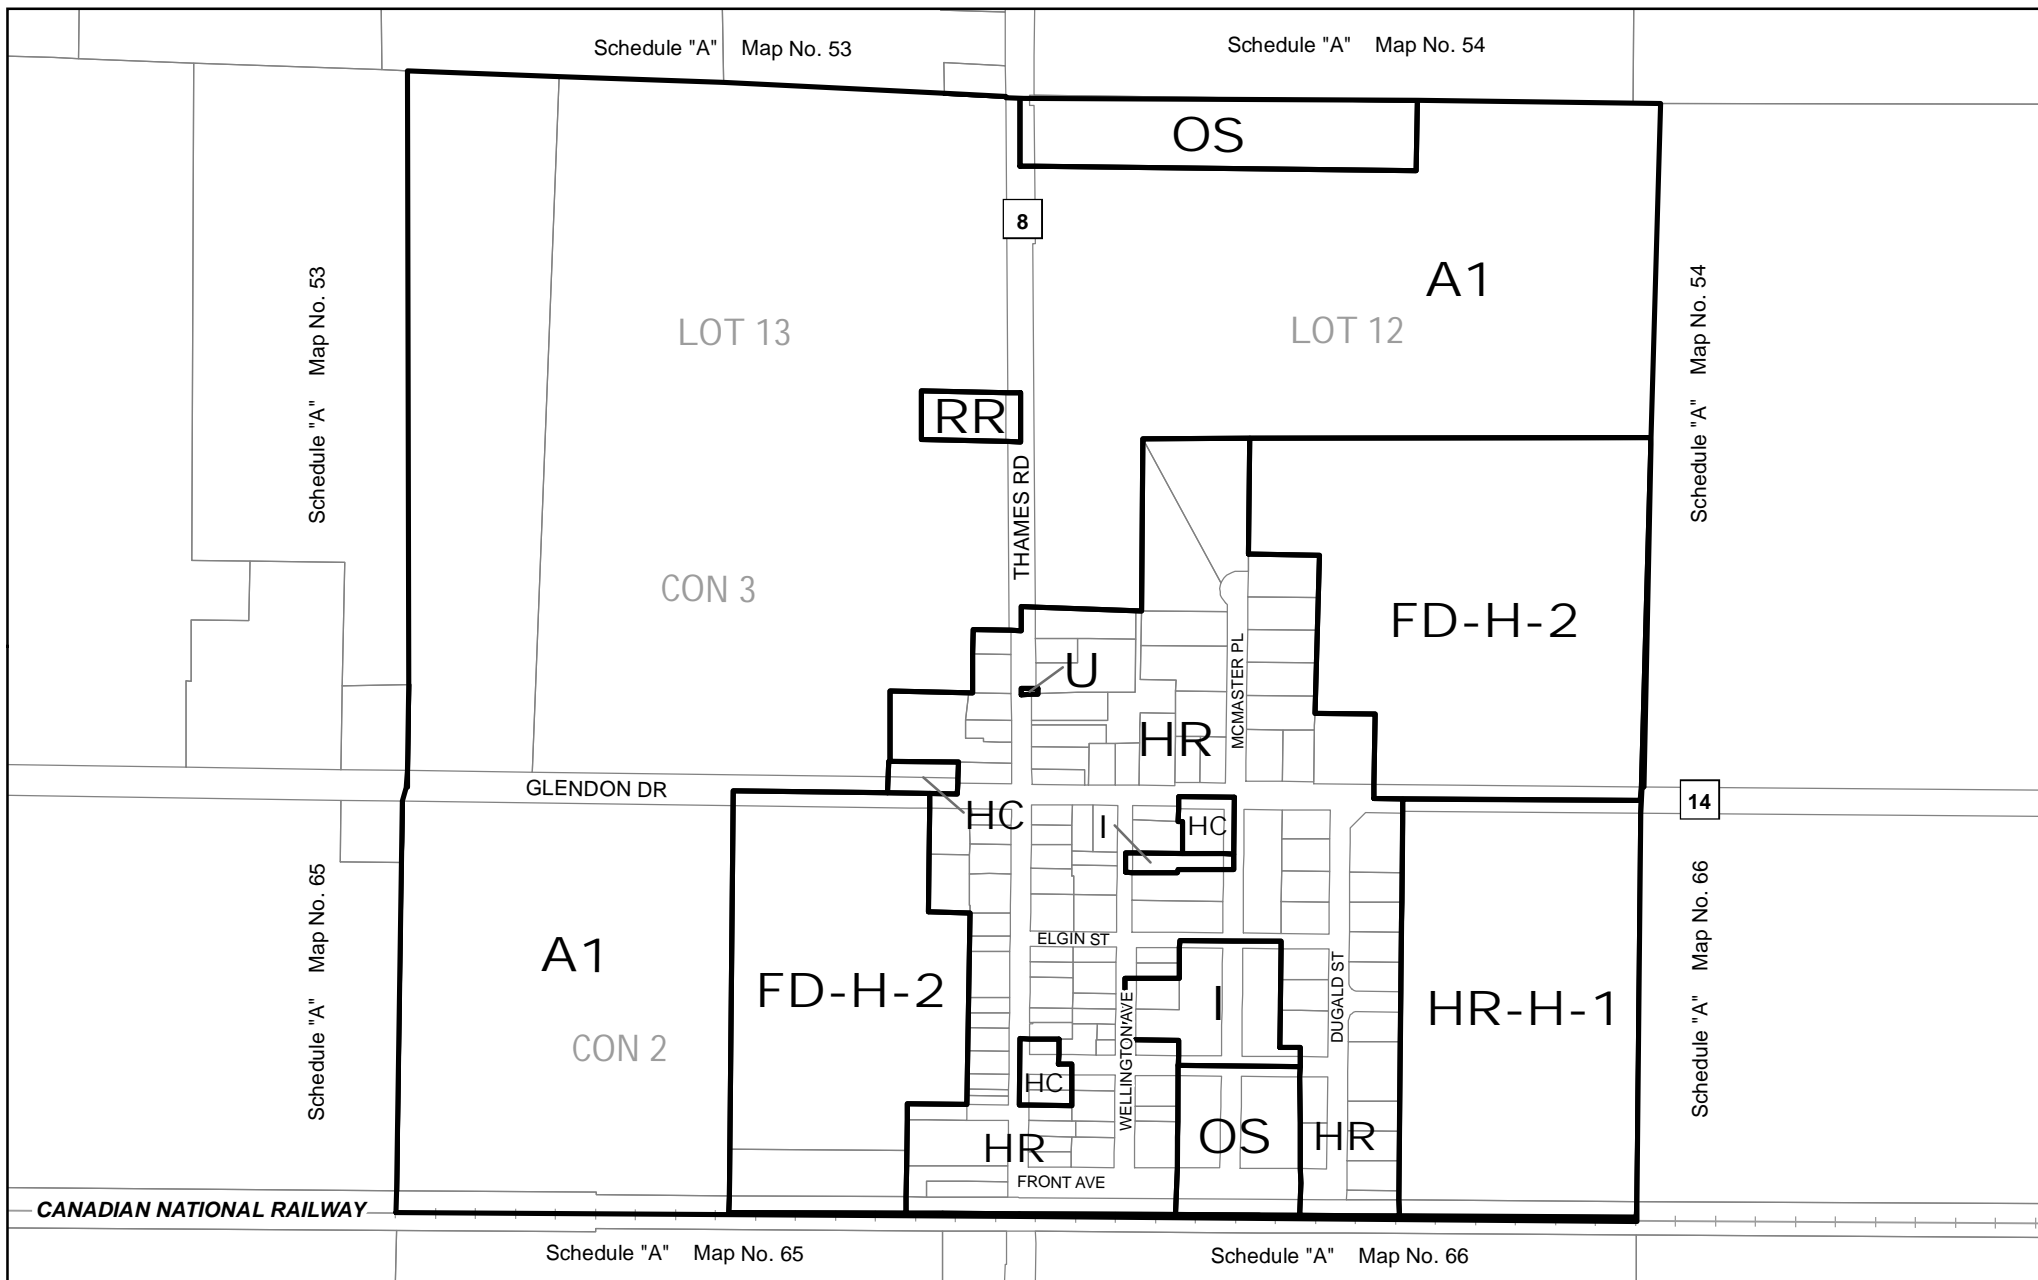 Schedule "A" Map No. 53
Schedule "A" Map No. 54
OS
8
A1
Schedule "A" Map No. 53
Schedule "A" Map No. 54
LOT 13
LOT 12
RR
THAMES RD
CON 3
FD-H-2
U
MCMASTER PL
HR
GLENDON DR
14
HC
I
HC
Schedule "A" Map No. 65
Schedule "A" Map No. 66
ELGIN ST
A1
FD-H-2
I
DUGALD ST
HR-H-1
WELLINGTON AVE
CON 2
HC
OS
HR
HR
FRONT AVE
CANADIAN NATIONAL RAILWAY
Schedule "A" Map No. 65
Schedule "A" Map No. 66